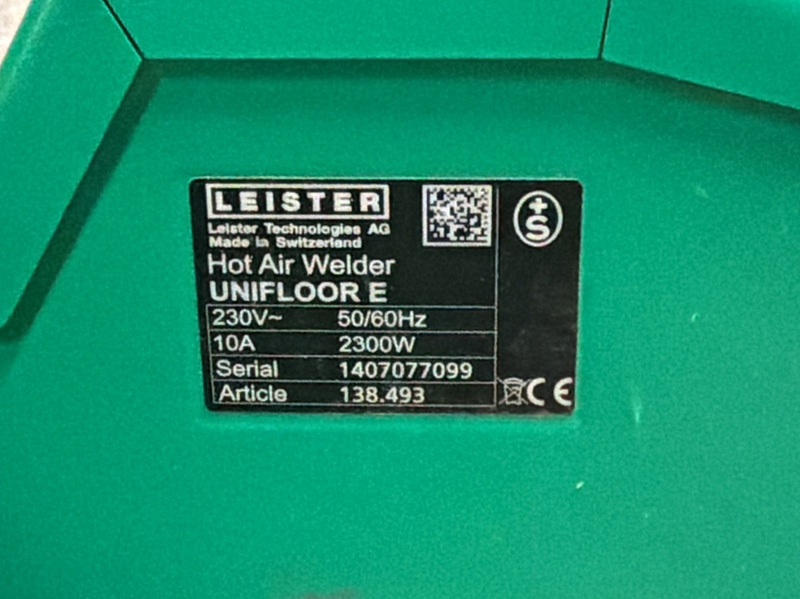 LEISTER
Leister Technologies AG
Made in Switzerland
Hot Air Welder
UNIFLOOR E
230V~ 50/60Hz
10A 2300W
Serial 1407077099
Article 138.493
+S
CE